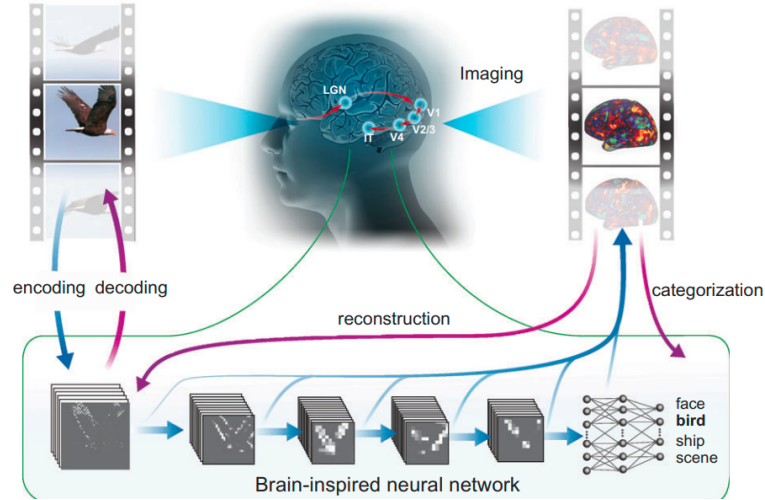 Imaging
LGN
V1
V2/3
V4
IT
encoding decoding
reconstruction
categorization
face
bird
ship
scene
Brain-inspired neural network